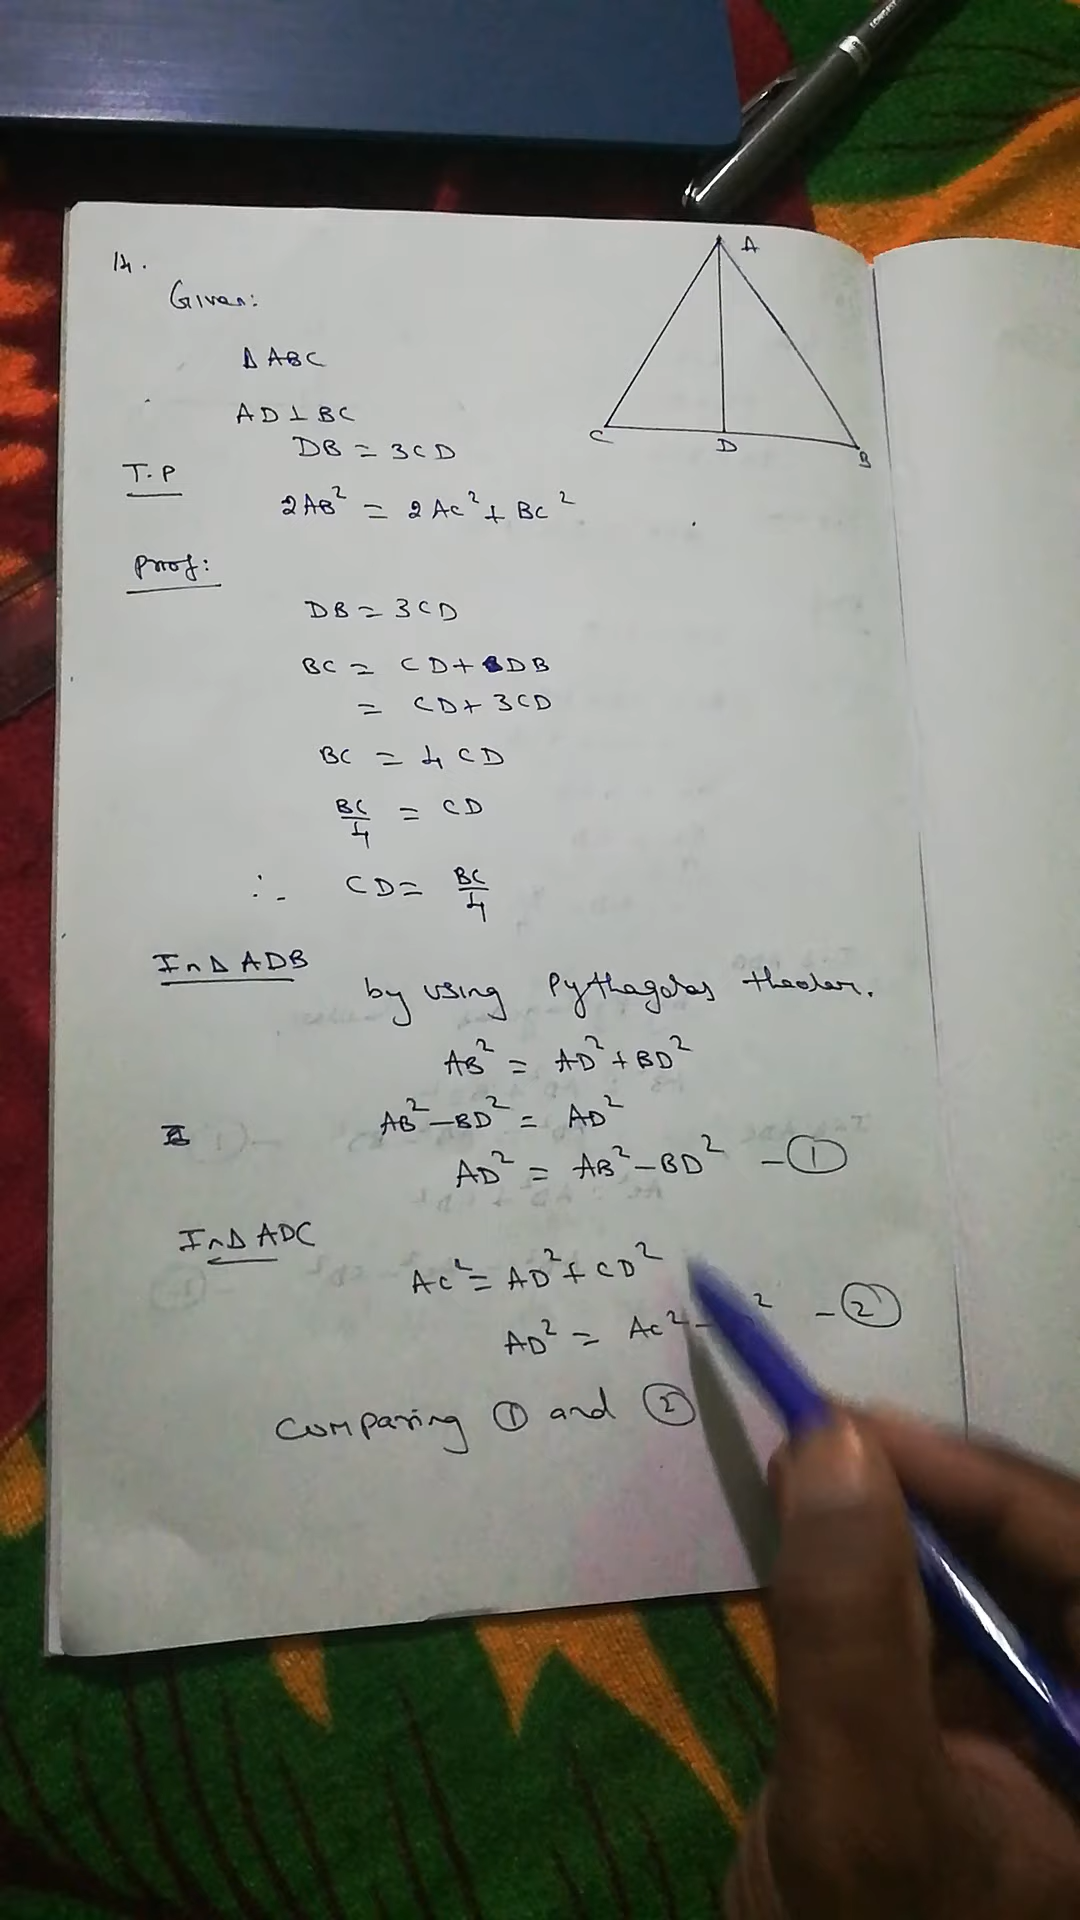 14.
Given:
Δ ABC
AD ⊥ BC
DB = 3CD
T.P
2AB² = 2AC² + BC²
Proof:
DB = 3CD
BC = CD + DB
= CD + 3CD
BC = 4CD
BC/4 = CD
∴ CD = BC/4
In Δ ADB
by using Pythagoras theolem.
AB² = AD² + BD²
AB² - BD² = AD²
AD² = AB² - BD² - ①
In Δ ADC
AC² = AD² + CD²
AD² = AC² - ² - ②
Comparing ① and ②
A
C
D
B